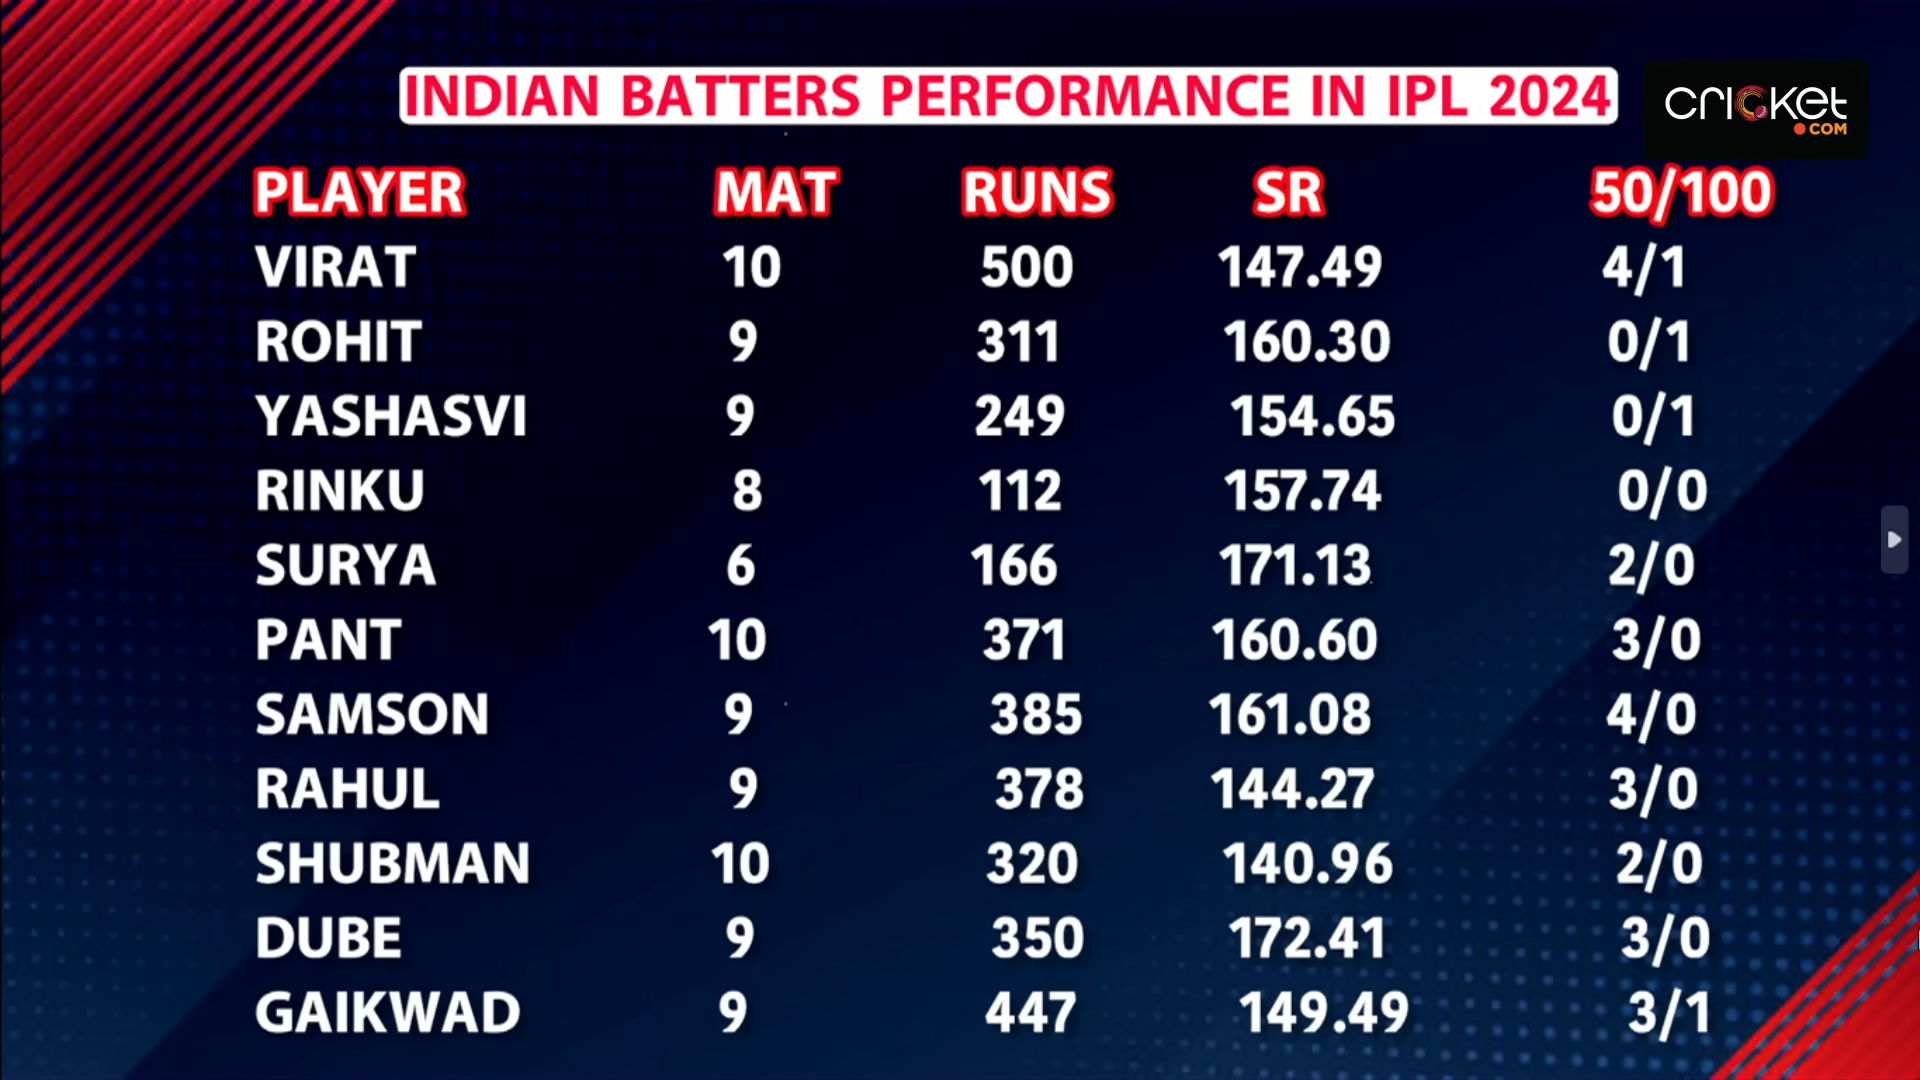 INDIAN BATTERS PERFORMANCE IN IPL 2024
cricket
.COM
PLAYER MAT RUNS SR 50/100
VIRAT 10 500 147.49 4/1
ROHIT 9 311 160.30 0/1
YASHASVI 9 249 154.65 0/1
RINKU 8 112 157.74 0/0
SURYA 6 166 171.13 2/0
PANT 10 371 160.60 3/0
SAMSON 9 385 161.08 4/0
RAHUL 9 378 144.27 3/0
SHUBMAN 10 320 140.96 2/0
DUBE 9 350 172.41 3/0
GAIKWAD 9 447 149.49 3/1